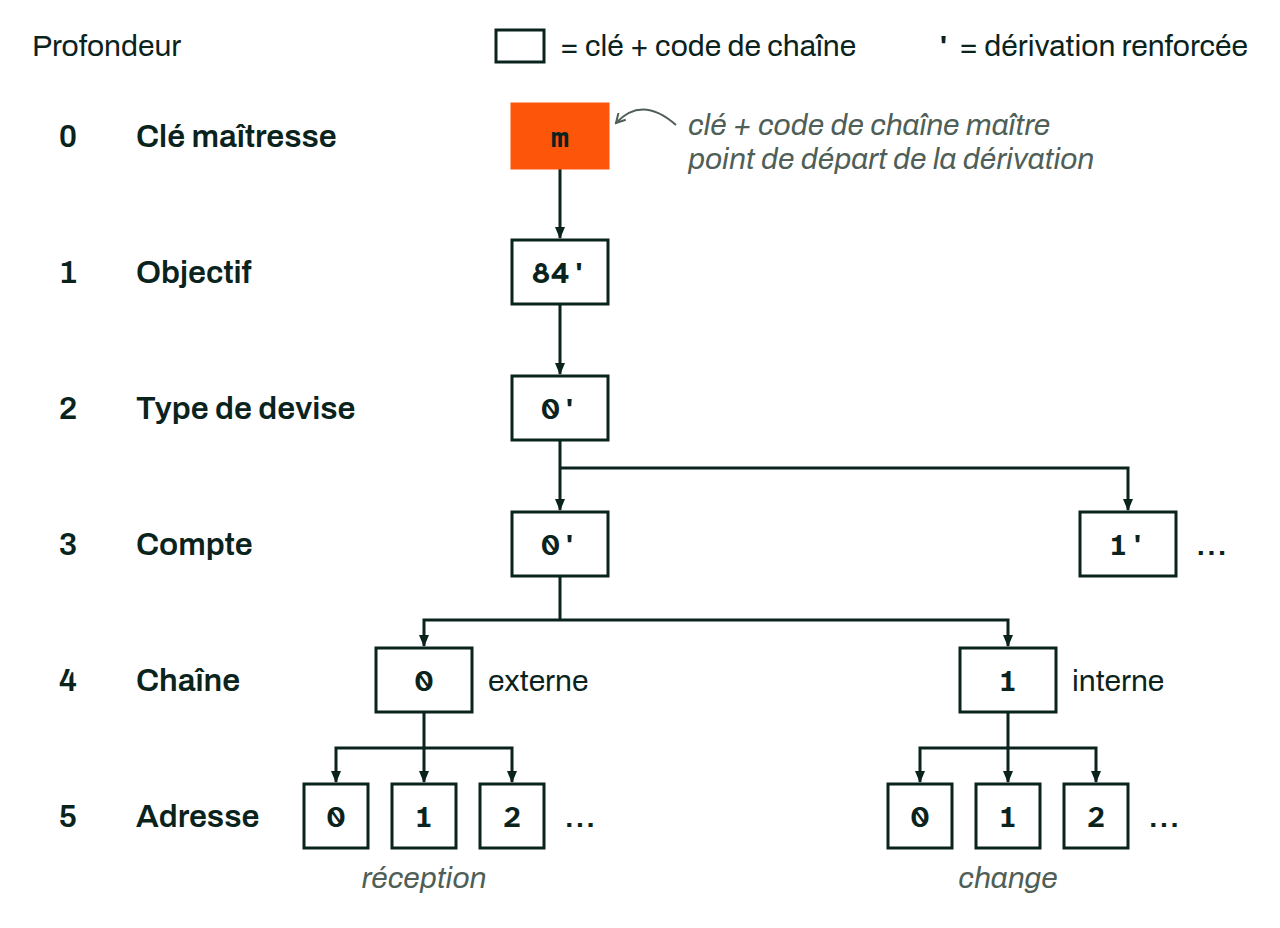 Profondeur
= clé + code de chaîne
' = dérivation renforcée
0 Clé maîtresse
m
clé + code de chaîne maître
point de départ de la dérivation
1 Objectif
84'
2 Type de devise
0'
3 Compte
0'
1' ...
4 Chaîne
0 externe
1 interne
5 Adresse
0 1 2 ...
0 1 2 ...
réception
change